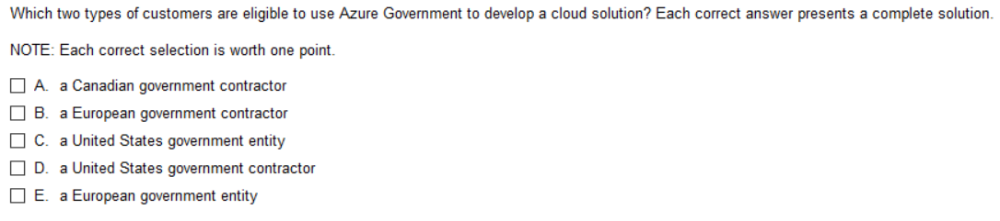 Which two types of customers are eligible to use Azure Government to develop a cloud solution? Each correct answer presents a complete solution.
NOTE: Each correct selection is worth one point.
A. a Canadian government contractor
B. a European government contractor
C. a United States government entity
D. a United States government contractor
E. a European government entity